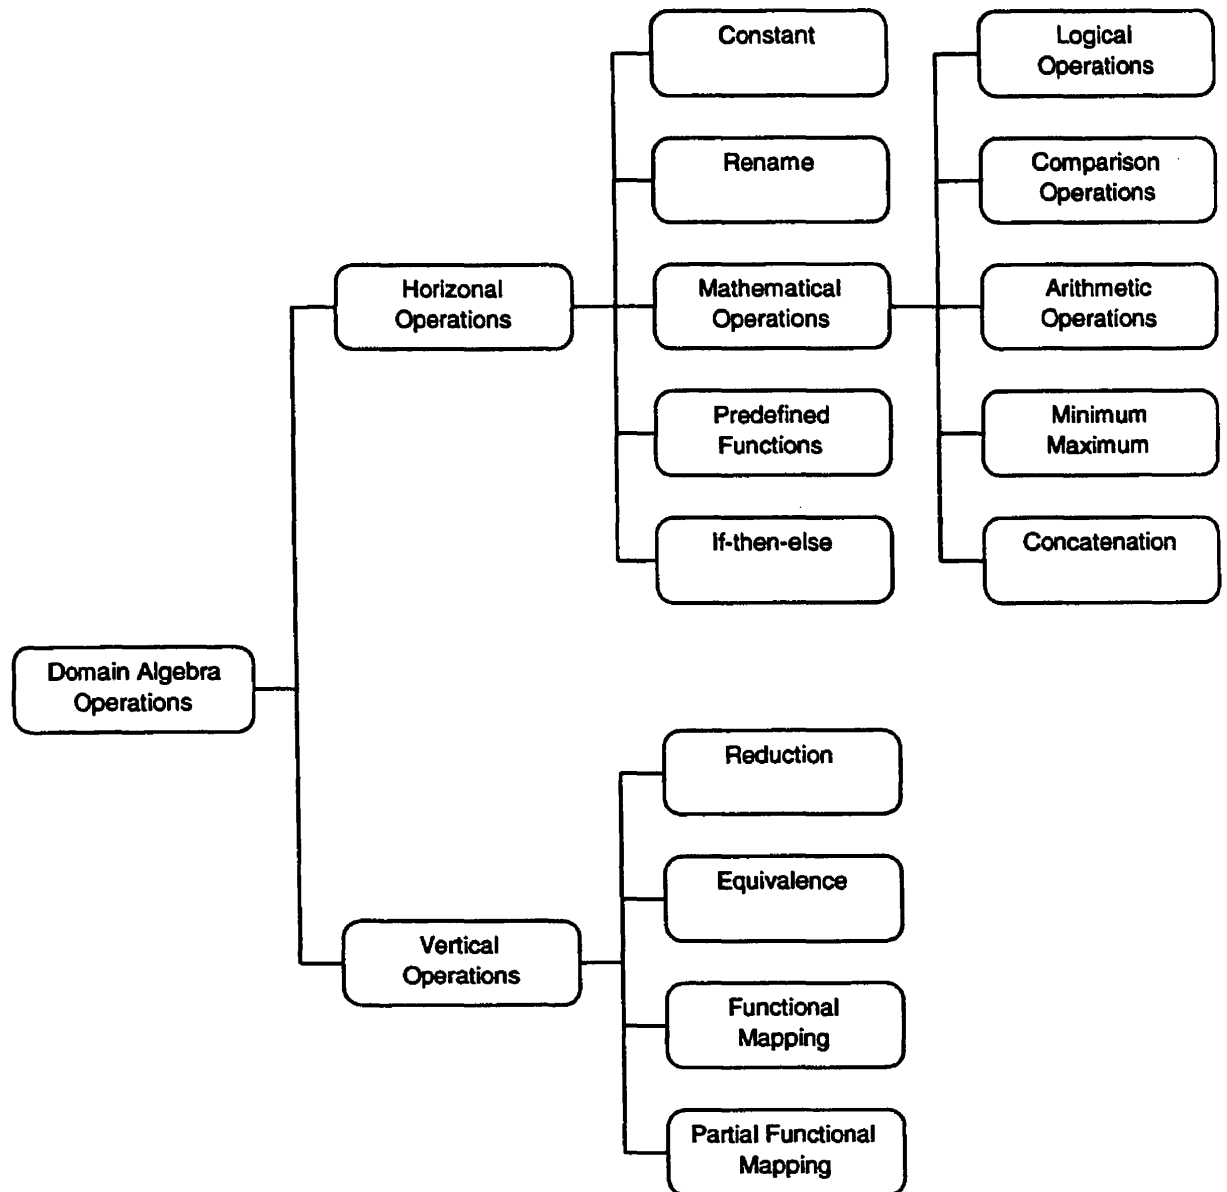 Constant
Logical
Operations
Rename
Comparison
Operations
Horizonal
Operations
Mathematical
Operations
Arithmetic
Operations
Predefined
Functions
Minimum
Maximum
If-then-else
Concatenation
Domain Algebra
Operations
Reduction
Equivalence
Vertical
Operations
Functional
Mapping
Partial Functional
Mapping